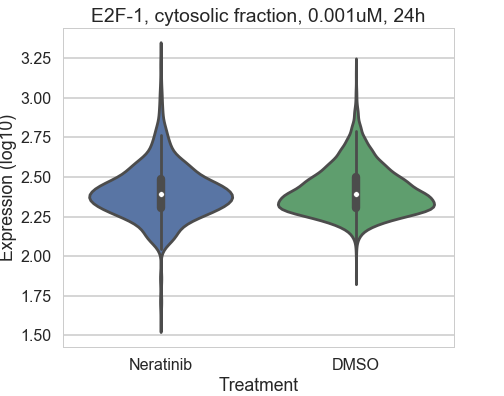 E2F-1, cytosolic fraction, 0.001uM, 24h
Expression (log10)
3.25
3.00
2.75
2.50
2.25
2.00
1.75
1.50
Neratinib DMSO
Treatment